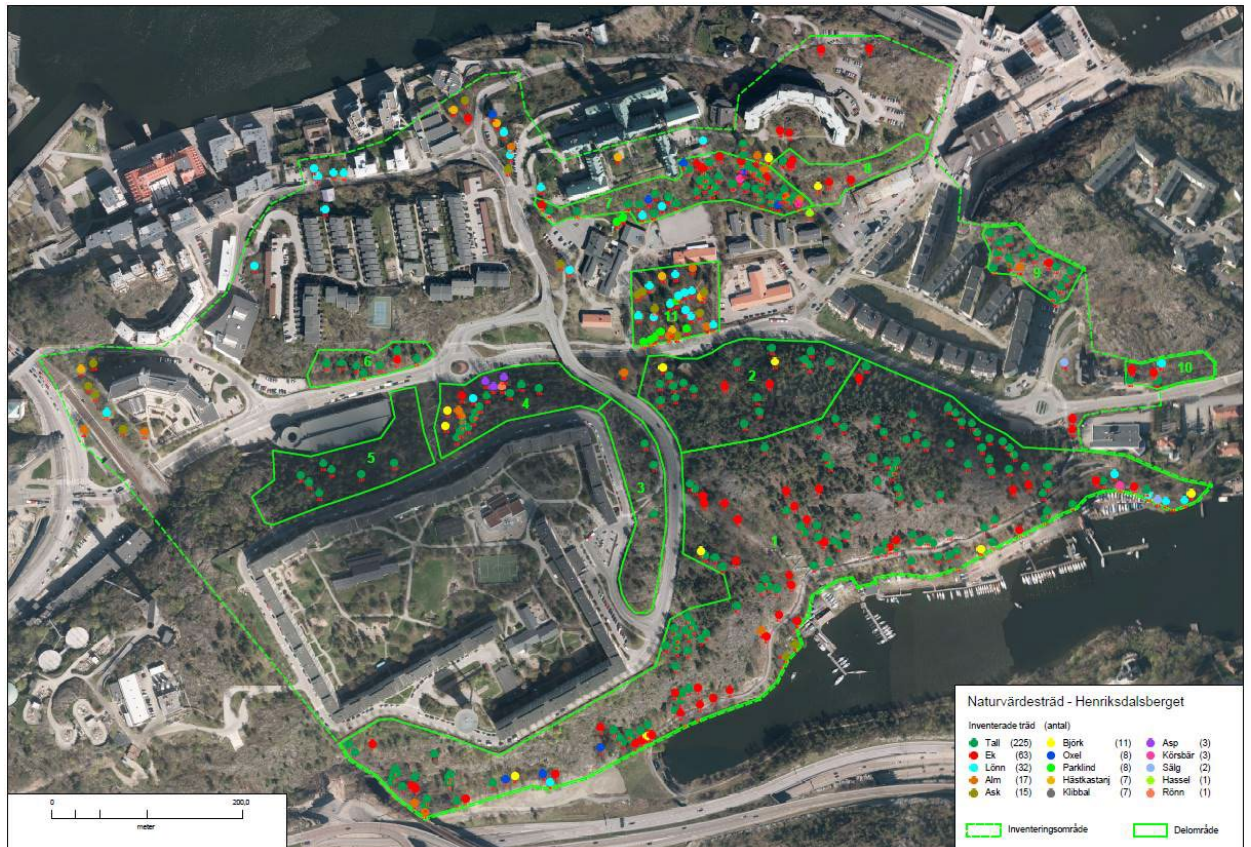 7
8
9
11
6
10
2
4
5
3
1
Naturvärdesträd - Henriksdalsberget
Inventerade träd (antal)
Tall (225) Björk (11) Asp (3)
Ek (63) Oxel (8) Körsbär (3)
Lönn (32) Parklind (8) Sälg (2)
Alm (17) Hästkastanj (7) Hassel (1)
Ask (15) Klibbal (7) Rönn (1)
Inventeringsområde Delområde
0 200,0
meter